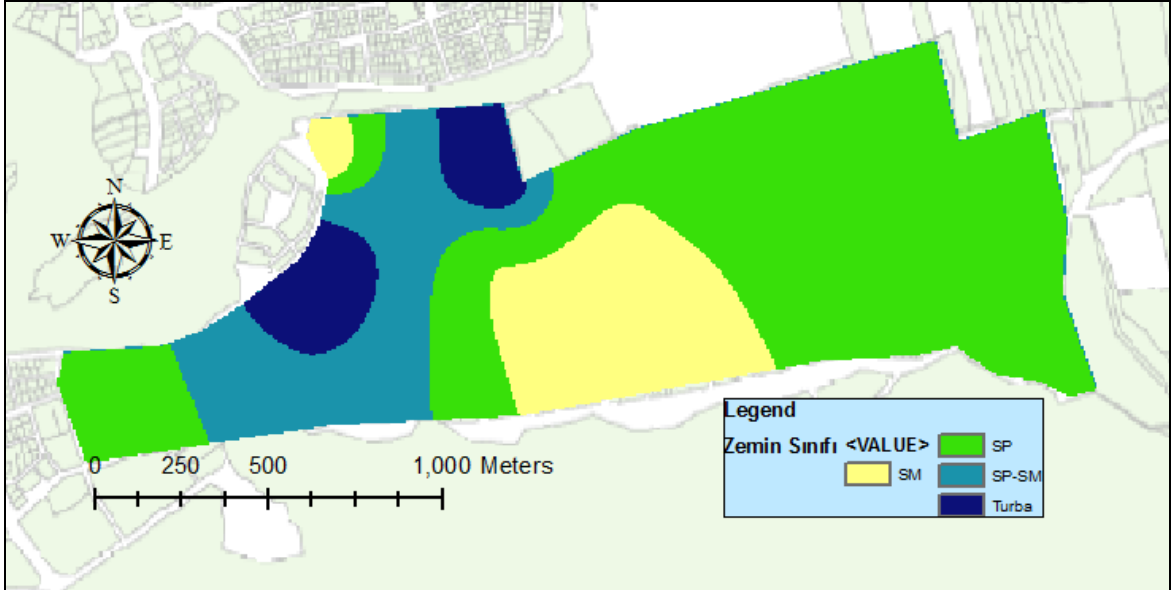 N
W E
S
0 250 500 1,000 Meters
Legend
Zemin Sınıfı <VALUE>
SM
SP
SP-SM
Turba